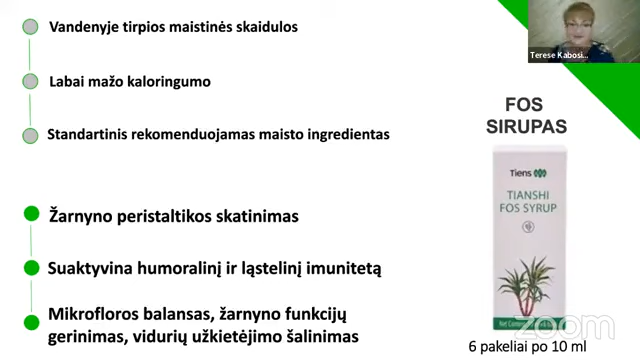 Vandenyje tirpios maistinės skaidulos
Labai mažo kaloringumo
Standartinis rekomenduojamas maisto ingredientas
Žarnyno peristaltikos skatinimas
Suaktyvina humoralinį ir ląstelinį imunitetą
Mikrofloros balansas, žarnyno funkcijų
gerinimas, vidurių užkietėjimo šalinimas
Terese Kabosi...
FOS
SIRUPAS
Tiens
TIANSHI
FOS SYRUP
zoom
6 pakeliai po 10 ml